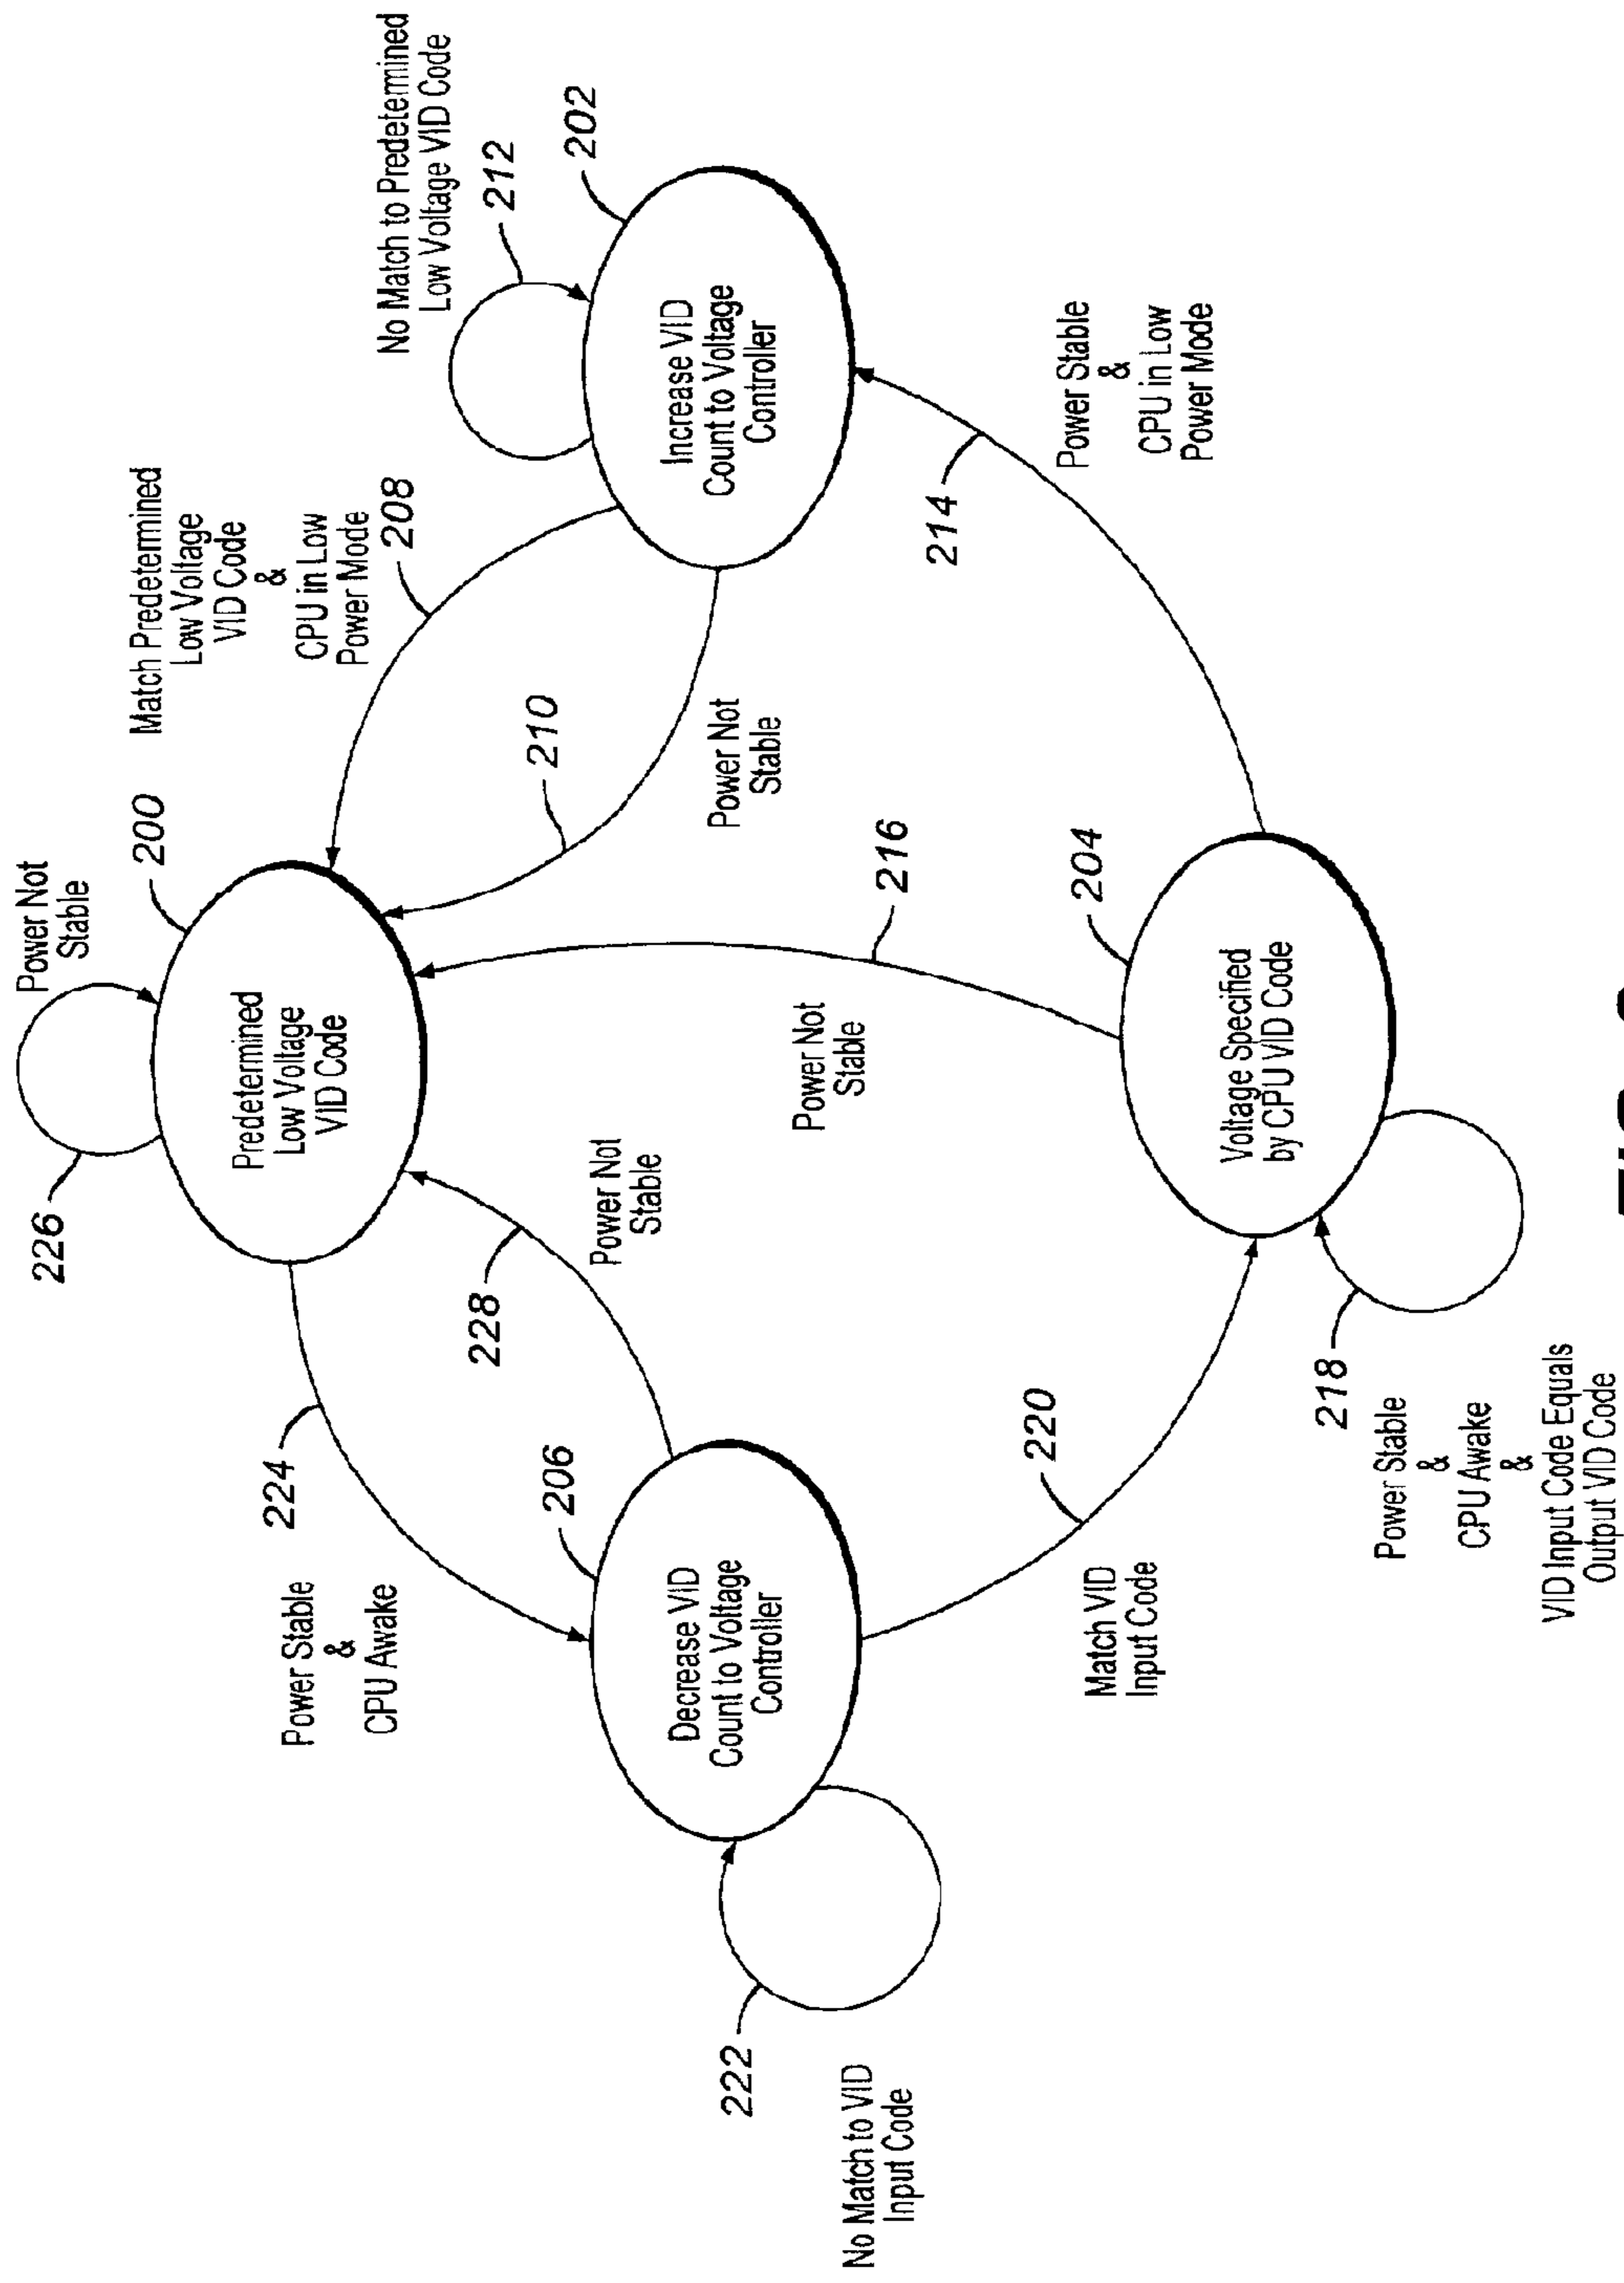 Power Not
Stable
226
200
Predetermined
Low Voltage
VID Code
Match Predetermined
Low Voltage
VID Code
&
CPU in Low
Power Mode
208
No Match to Predetermined
Low Voltage VID Code
212
202
Increase VID
Count to Voltage
Controller
210
Power Not
Stable
224
Power Stable
&
CPU Awake
228
Power Not
Stable
206
Decrease VID
Count to Voltage
Controller
222
No Match to VID
Input Code
216
Power Not
Stable
214
Power Stable
&
CPU in Low
Power Mode
220
Match VID
Input Code
204
Voltage Specified
by CPU VID Code
218
Power Stable
&
CPU Awake
&
VID Input Code Equals
Output VID Code